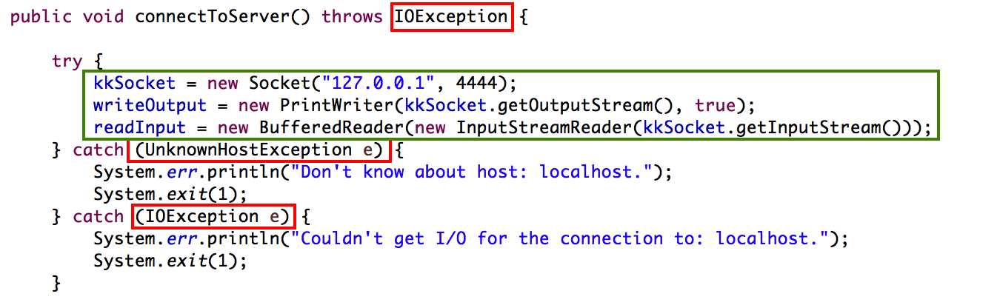 public void connectToServer() throws IOException {
try {
kkSocket = new Socket("127.0.0.1", 4444);
writeOutput = new PrintWriter(kkSocket.getOutputStream(), true);
readInput = new BufferedReader(new InputStreamReader(kkSocket.getInputStream()));
} catch (UnknownHostException e) {
System.err.println("Don't know about host: localhost.");
System.exit(1);
} catch (IOException e) {
System.err.println("Couldn't get I/O for the connection to: localhost.");
System.exit(1);
}